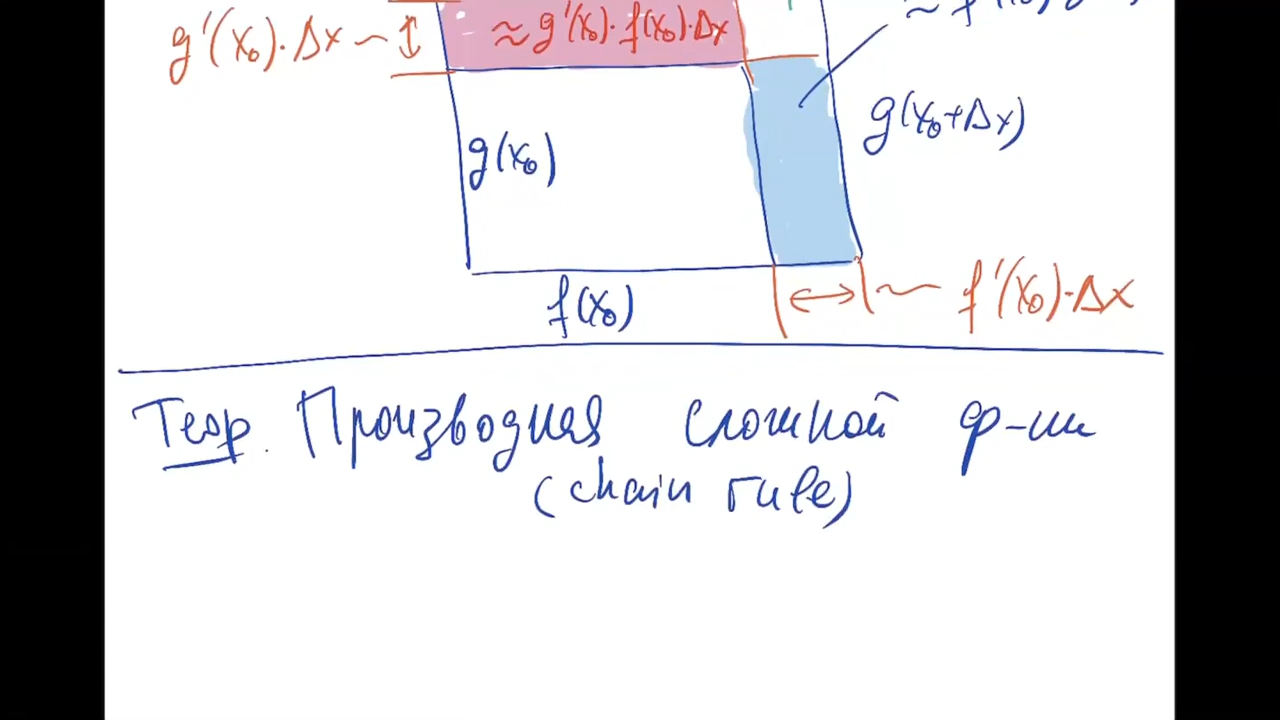 g'(x₀)·Δx
≈ g'(x₀)·f(x₀)·Δx
g(x₀)
g(x₀+Δx)
f(x₀)
f'(x₀)·Δx
Теор. Производная сложной ф-ии
(chain rule)